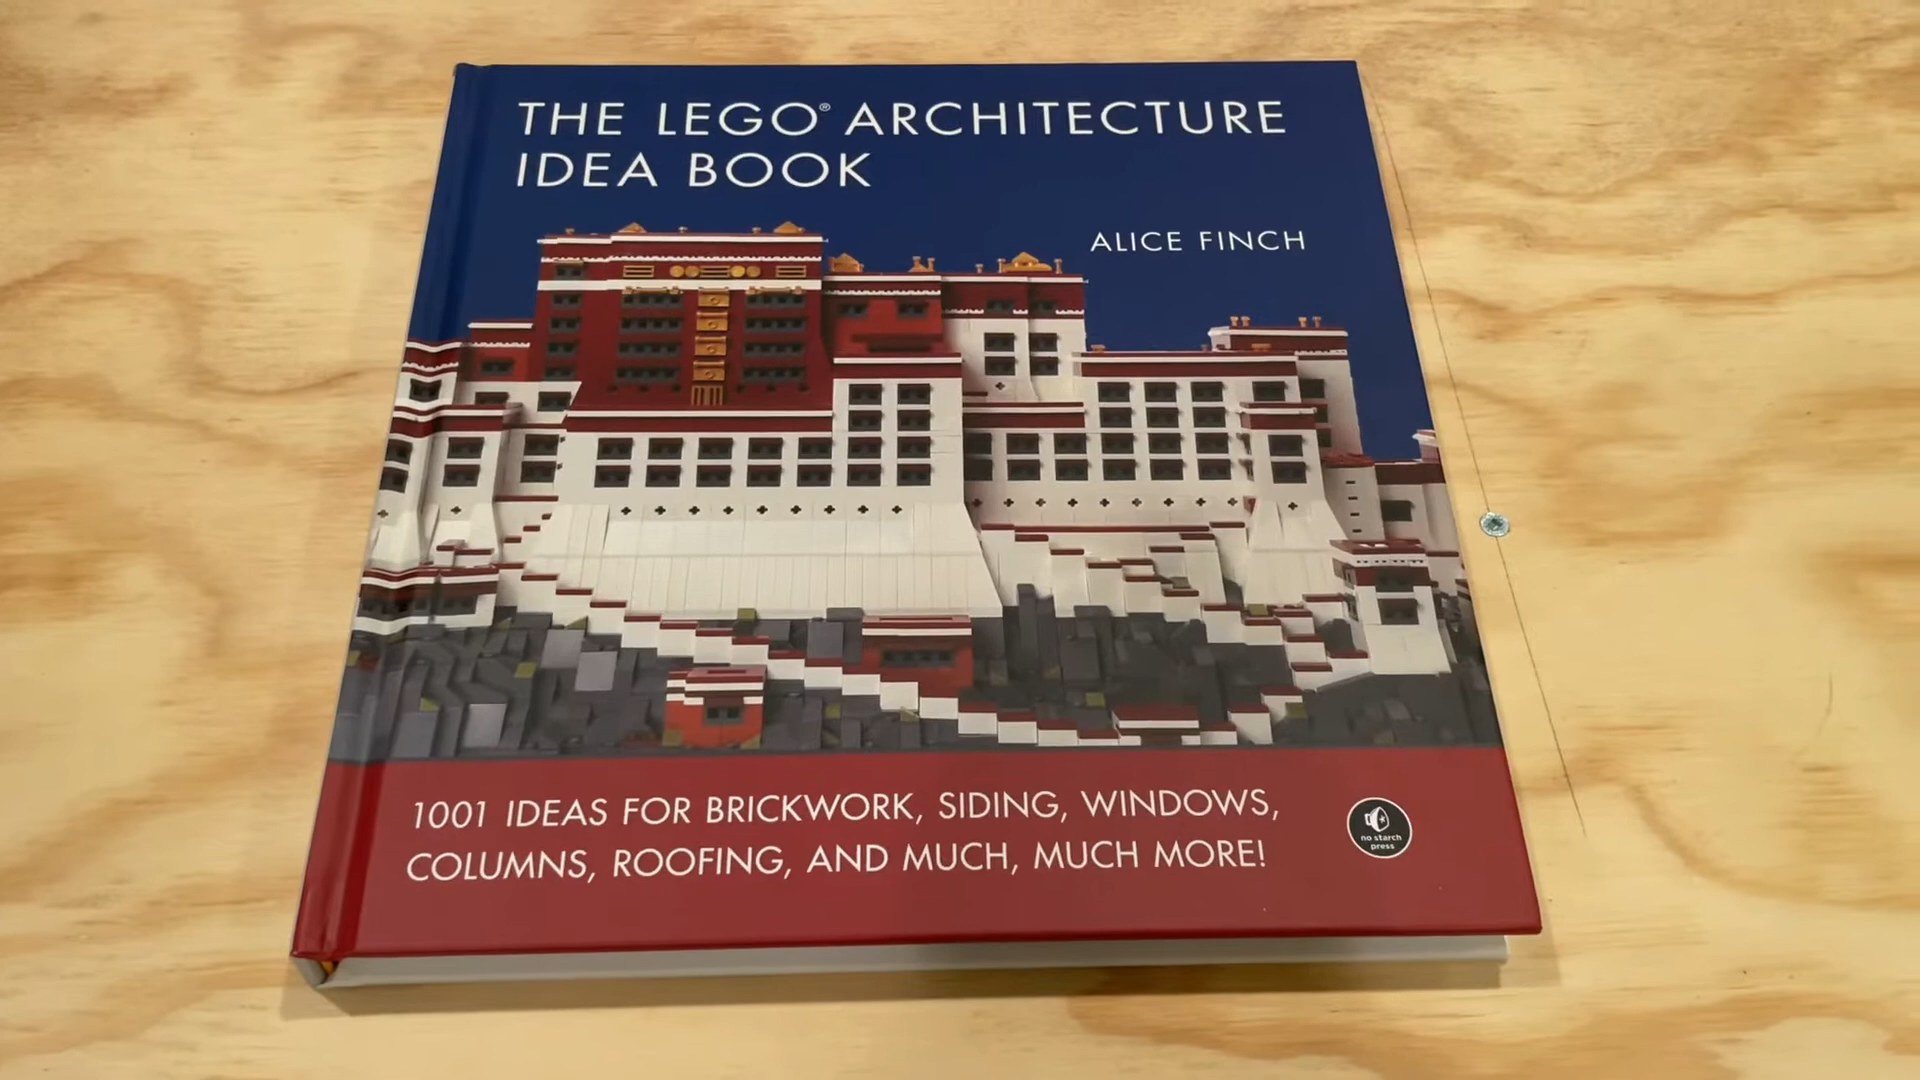 THE LEGO® ARCHITECTURE
IDEA BOOK
ALICE FINCH
1001 IDEAS FOR BRICKWORK, SIDING, WINDOWS,
COLUMNS, ROOFING, AND MUCH, MUCH MORE!
no starch
press